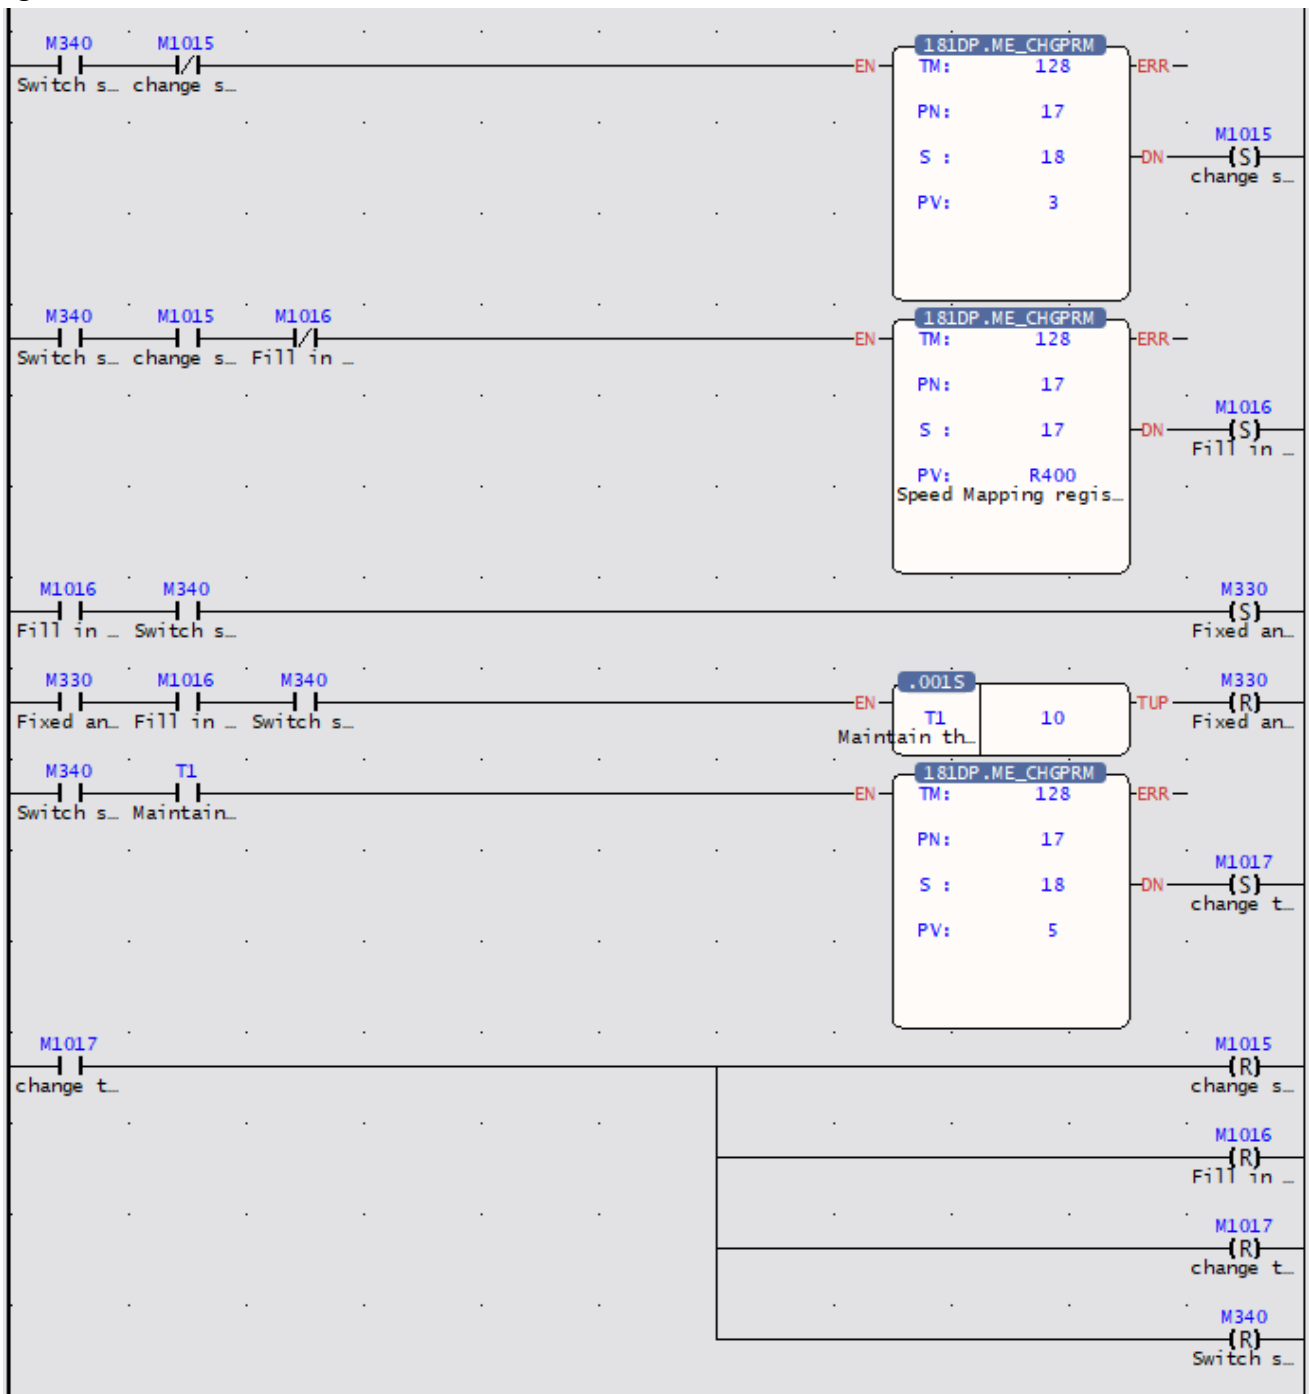 M340 M1015 181DP.ME_CHGPRM
EN TM: 128 ERR
Switch s… change s…
PN: 17
M1015
S : 18 DN (S)
change s…
PV: 3
M340 M1015 M1016 181DP.ME_CHGPRM
EN TM: 128 ERR
Switch s… change s… Fill in …
PN: 17
M1016
S : 17 DN (S)
Fill in …
PV: R400
Speed Mapping regis…
M1016 M340 M330
(S)
Fill in … Switch s… Fixed an…
M330 M1016 M340 .001S M330
EN TUP (R)
Fixed an… Fill in … Switch s… T1 10 Fixed an…
Maintain th…
M340 T1 181DP.ME_CHGPRM
EN TM: 128 ERR
Switch s… Maintain…
PN: 17
M1017
S : 18 DN (S)
change t…
PV: 5
M1017 M1015
(R)
change t… change s…
M1016
(R)
Fill in …
M1017
(R)
change t…
M340
(R)
Switch s…